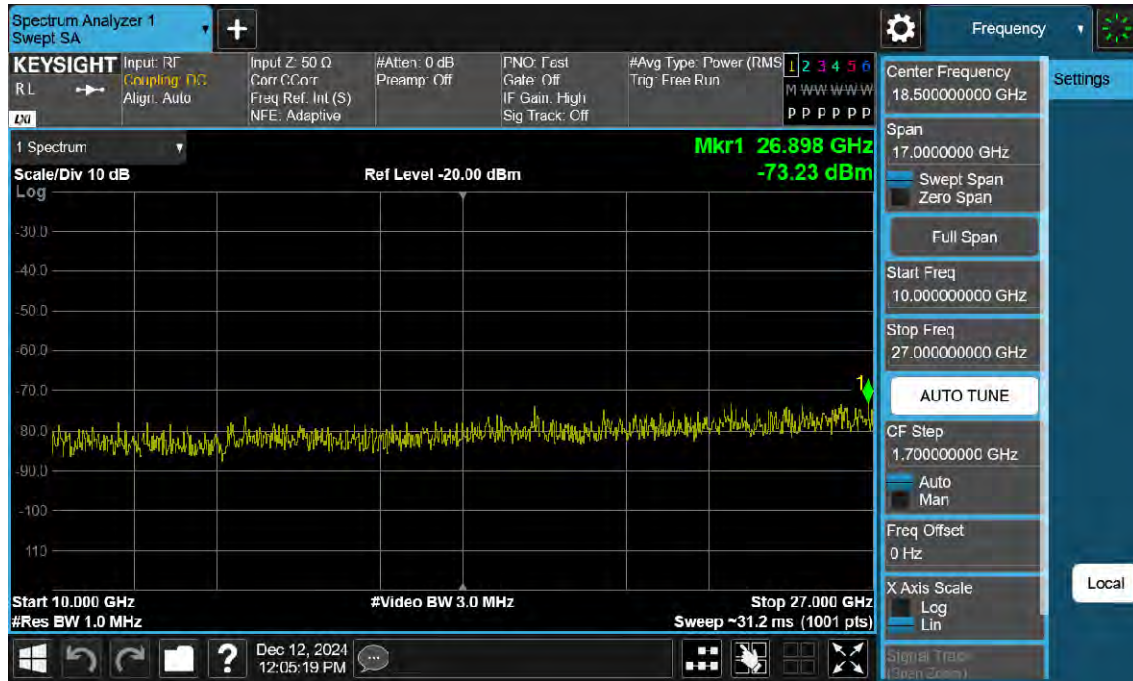 Spectrum Analyzer 1
Swept SA
Frequency
KEYSIGHT
RL
LXI
Input: RF
Coupling: DC
Align: Auto
Input Z: 50 Ω
Corr CCorr
Freq Ref: Int (S)
NFE: Adaptive
#Atten: 0 dB
Preamp: Off
PNO: Fast
Gate: Off
IF Gain: High
Sig Track: Off
#Avg Type: Power (RMS
Trig: Free Run
1 2 3 4 5 6
M W W W W W
P P P P P P
1 Spectrum
Scale/Div 10 dB
Log
Ref Level -20.00 dBm
Mkr1 26.898 GHz
-73.23 dBm
1
-30.0
-40.0
-50.0
-60.0
-70.0
-80.0
-90.0
-100
-110
Start 10.000 GHz
#Res BW 1.0 MHz
#Video BW 3.0 MHz
Stop 27.000 GHz
Sweep ~31.2 ms (1001 pts)
Center Frequency
18.500000000 GHz
Settings
Span
17.0000000 GHz
Swept Span
Zero Span
Full Span
Start Freq
10.000000000 GHz
Stop Freq
27.000000000 GHz
AUTO TUNE
CF Step
1.700000000 GHz
Auto
Man
Freq Offset
0 Hz
X Axis Scale
Log
Lin
Local
Signal Track
(Span Zoom)
?
Dec 12, 2024
12:05:19 PM